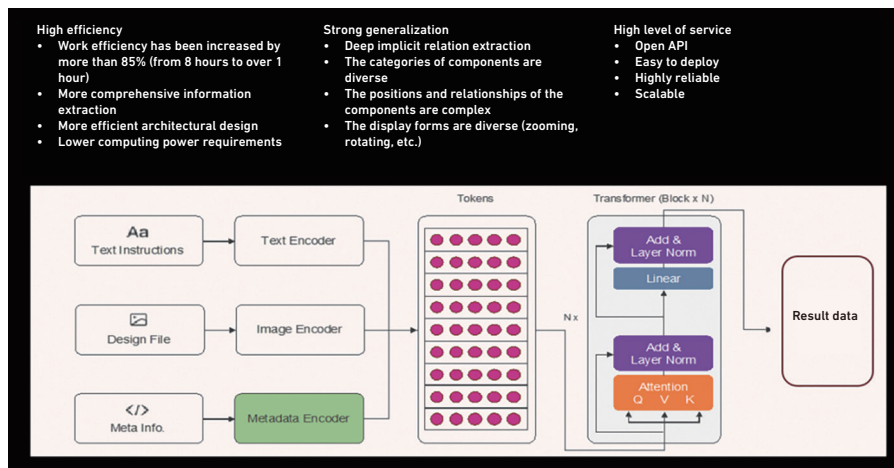 High efficiency
• Work efficiency has been increased by
more than 85% (from 8 hours to over 1
hour)
• More comprehensive information
extraction
• More efficient architectural design
• Lower computing power requirements
Strong generalization
• Deep implicit relation extraction
• The categories of components are
diverse
• The positions and relationships of the
components are complex
• The display forms are diverse (zooming,
rotating, etc.)
High level of service
• Open API
• Easy to deploy
• Highly reliable
• Scalable
Aa
Text Instructions
Text Encoder
Design File
Image Encoder
</>
Meta Info.
Metadata Encoder
Tokens
N x
Transformer (Block x N)
Add &
Layer Norm
Linear
Add &
Layer Norm
Attention
Q V K
Result data